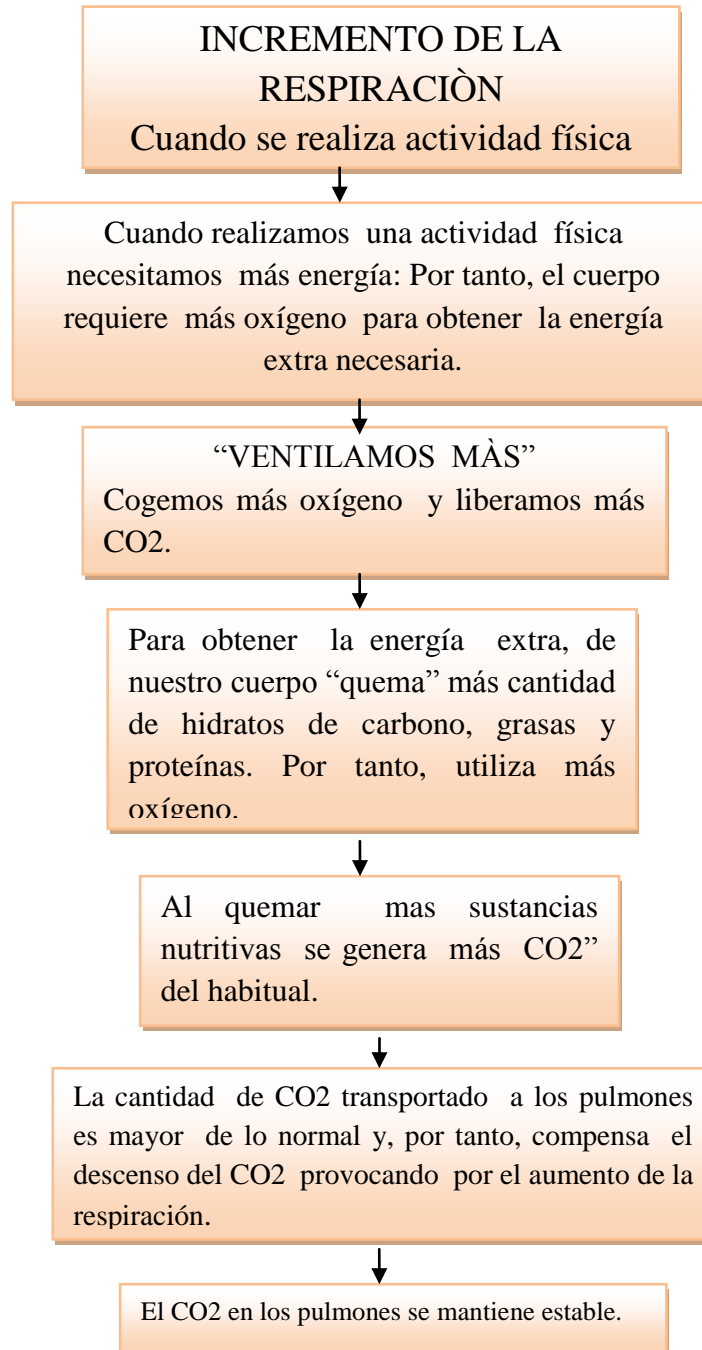 INCREMENTO DE LA
RESPIRACIÒN
Cuando se realiza actividad física
Cuando realizamos una actividad física
necesitamos más energía: Por tanto, el cuerpo
requiere más oxígeno para obtener la energía
extra necesaria.
“VENTILAMOS MÀS”
Cogemos más oxígeno y liberamos más
CO2.
Para obtener la energía extra, de
nuestro cuerpo “quema” más cantidad
de hidratos de carbono, grasas y
proteínas. Por tanto, utiliza más
oxígeno.
Al quemar mas sustancias
nutritivas se genera más CO2”
del habitual.
La cantidad de CO2 transportado a los pulmones
es mayor de lo normal y, por tanto, compensa el
descenso del CO2 provocando por el aumento de la
respiración.
El CO2 en los pulmones se mantiene estable.